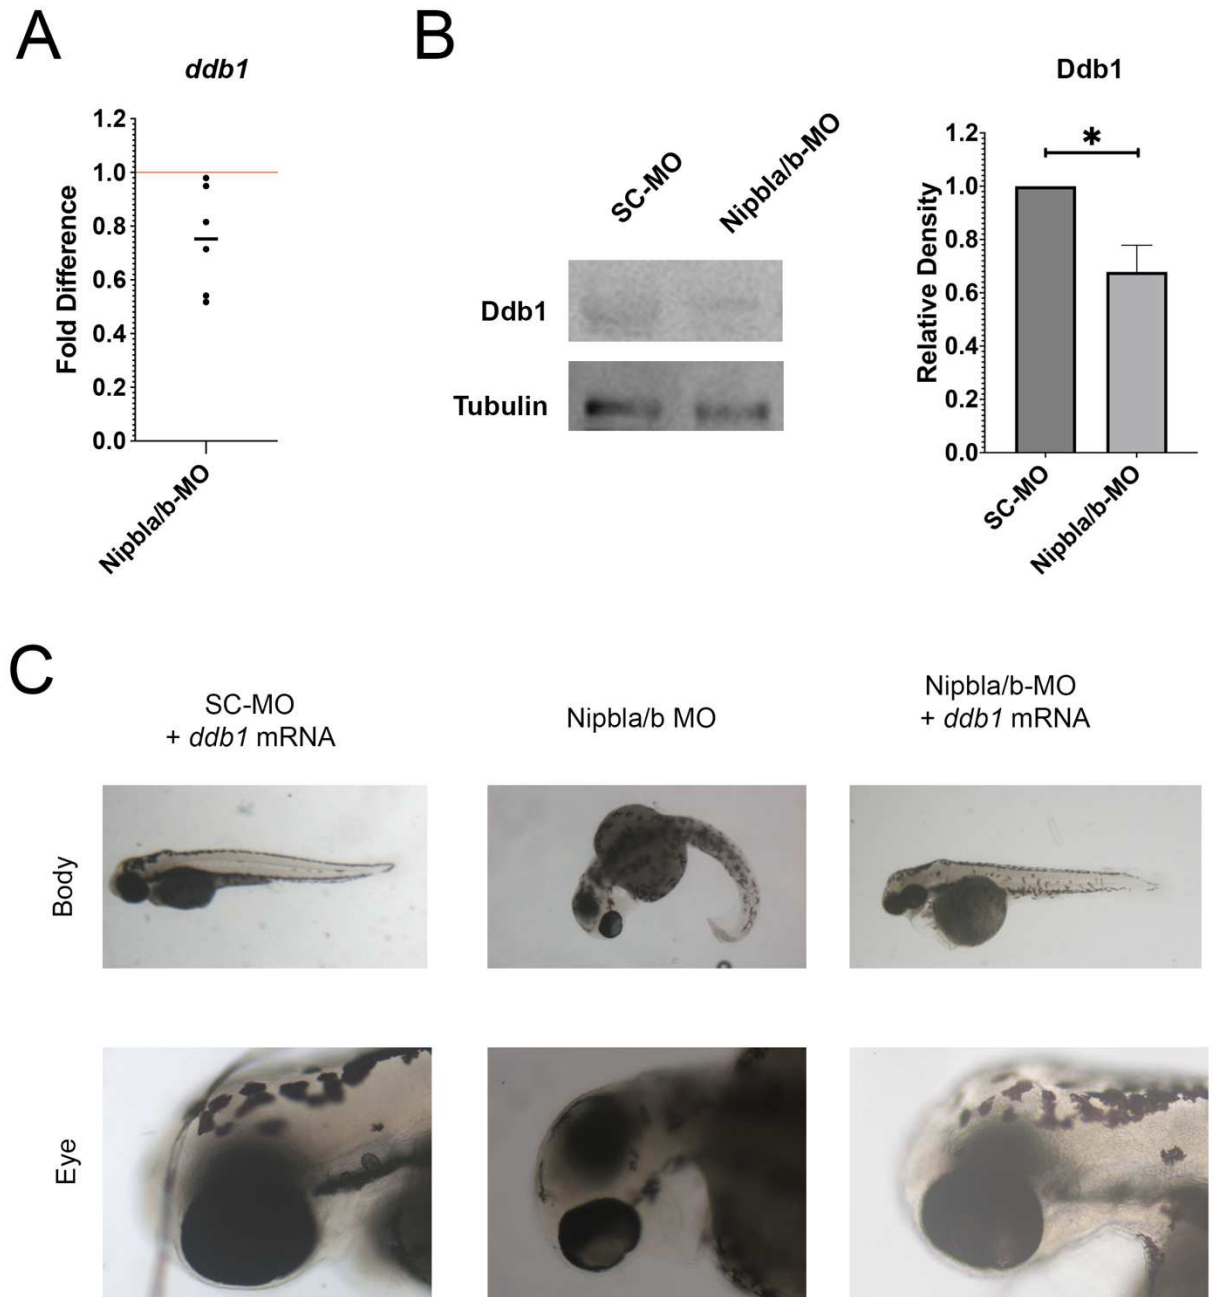 A
ddb1
Fold Difference
1.2
1.0
0.8
0.6
0.4
0.2
0.0
Nipbla/b-MO
B
SC-MO
Nipbla/b-MO
Ddb1
Tubulin
Ddb1
Relative Density
1.2
1.0
0.8
0.6
0.4
0.2
0.0
*
SC-MO
Nipbla/b-MO
C
SC-MO
+ ddb1 mRNA
Nipbla/b MO
Nipbla/b-MO
+ ddb1 mRNA
Body
Eye